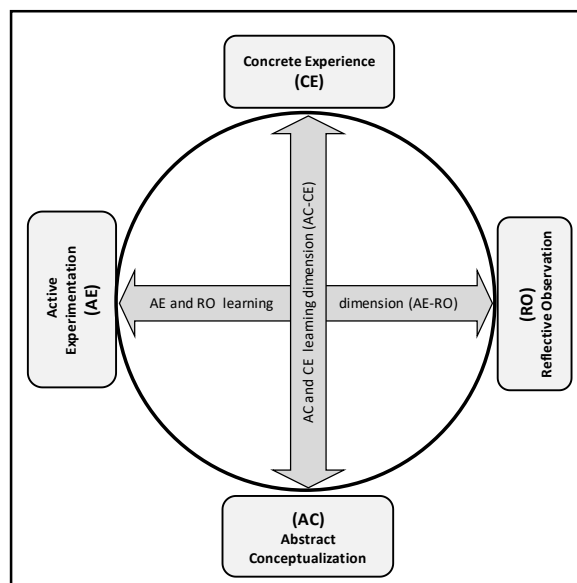 Concrete Experience
(CE)
Active
Experimentation
(AE)
AE and RO learning
dimension (AE-RO)
AC and CE learning dimension (AC-CE)
(RO)
Reflective Observation
(AC)
Abstract
Conceptualization